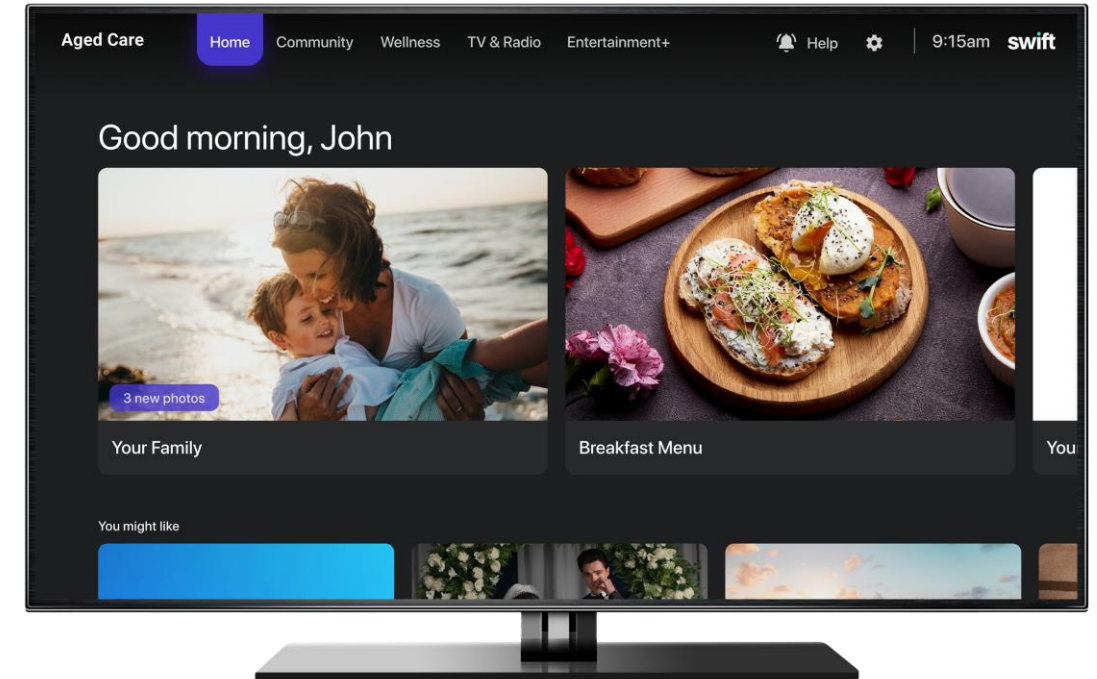 Aged Care
Home
Community
Wellness
TV & Radio
Entertainment+
Help
9:15am
swift
Good morning, John
3 new photos
Your Family
Breakfast Menu
You might like